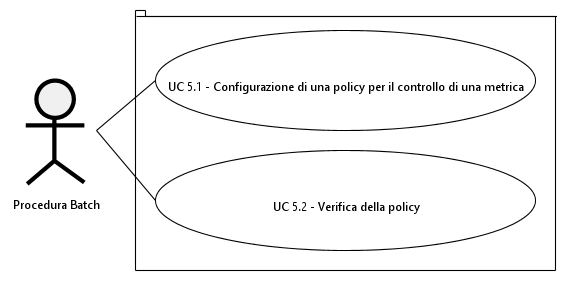 UC 5.1 - Configurazione di una policy per il controllo di una metrica
Procedura Batch
UC 5.2 - Verifica della policy